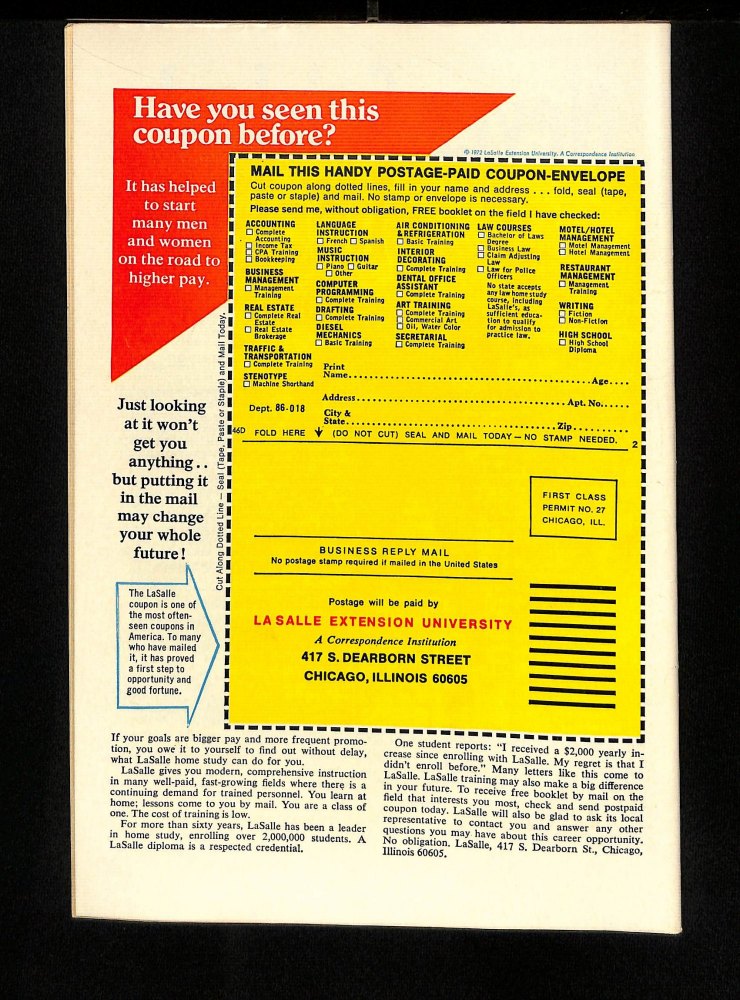 Have you seen this
coupon before?
© 1972 LaSalle Extension University, A Correspondence Institution
It has helped
to start
many men
and women
on the road to
higher pay.
Just looking
at it won't
get you
anything..
but putting it
in the mail
may change
your whole
future!
The LaSalle
coupon is one of
the most often-
seen coupons in
America. To many
who have mailed
it, it has proved
a first step to
opportunity and
good fortune.
Cut Along Dotted Line — Seal (Tape, Paste or Staple) and Mail Today.
MAIL THIS HANDY POSTAGE-PAID COUPON-ENVELOPE
Cut coupon along dotted lines, fill in your name and address . . . fold, seal (tape,
paste or staple) and mail. No stamp or envelope is necessary.
Please send me, without obligation, FREE booklet on the field I have checked:
ACCOUNTING
☐ Complete
Accounting
☐ Income Tax
☐ CPA Training
☐ Bookkeeping
BUSINESS
MANAGEMENT
☐ Management
Training
REAL ESTATE
☐ Complete Real
Estate
☐ Real Estate
Brokerage
TRAFFIC &
TRANSPORTATION
☐ Complete Training
STENOTYPE
☐ Machine Shorthand
LANGUAGE
INSTRUCTION
☐ French ☐ Spanish
MUSIC
INSTRUCTION
☐ Piano ☐ Guitar
☐ Other
COMPUTER
PROGRAMMING
☐ Complete Training
DRAFTING
☐ Complete Training
DIESEL
MECHANICS
☐ Basic Training
AIR CONDITIONING
& REFRIGERATION
☐ Basic Training
INTERIOR
DECORATING
☐ Complete Training
DENTAL OFFICE
ASSISTANT
☐ Complete Training
ART TRAINING
☐ Complete Training
☐ Commercial Art
☐ Oil, Water Color
SECRETARIAL
☐ Complete Training
LAW COURSES
☐ Bachelor of Laws
Degree
☐ Business Law
☐ Claim Adjusting
Law
☐ Law for Police
Officers
No state accepts
any law home study
course, including
LaSalle's, as
sufficient educa-
tion to qualify
for admission to
practice law.
MOTEL/HOTEL
MANAGEMENT
☐ Motel Management
☐ Hotel Management
RESTAURANT
MANAGEMENT
☐ Management
Training
WRITING
☐ Fiction
☐ Non-Fiction
HIGH SCHOOL
☐ High School
Diploma
Print
Name.......... Age....
Address.......... Apt. No......
Dept. 86-018
City &
State.......... Zip........
46D FOLD HERE ↓ (DO NOT CUT) SEAL AND MAIL TODAY — NO STAMP NEEDED. 2
FIRST CLASS
PERMIT NO. 27
CHICAGO, ILL.
BUSINESS REPLY MAIL
No postage stamp required if mailed in the United States
Postage will be paid by
LA SALLE EXTENSION UNIVERSITY
A Correspondence Institution
417 S. DEARBORN STREET
CHICAGO, ILLINOIS 60605
If your goals are bigger pay and more frequent promo-
tion, you owe it to yourself to find out without delay,
what LaSalle home study can do for you.
LaSalle gives you modern, comprehensive instruction
in many well-paid, fast-growing fields where there is a
continuing demand for trained personnel. You learn at
home; lessons come to you by mail. You are a class of
one. The cost of training is low.
For more than sixty years, LaSalle has been a leader
in home study, enrolling over 2,000,000 students. A
LaSalle diploma is a respected credential.
One student reports: "I received a $2,000 yearly in-
crease since enrolling with LaSalle. My regret is that I
didn't enroll before." Many letters like this come to
LaSalle. LaSalle training may also make a big difference
in your future. To receive free booklet by mail on the
field that interests you most, check and send postpaid
coupon today. LaSalle will also be glad to ask its local
representative to contact you and answer any other
questions you may have about this career opportunity.
No obligation. LaSalle, 417 S. Dearborn St., Chicago,
Illinois 60605.